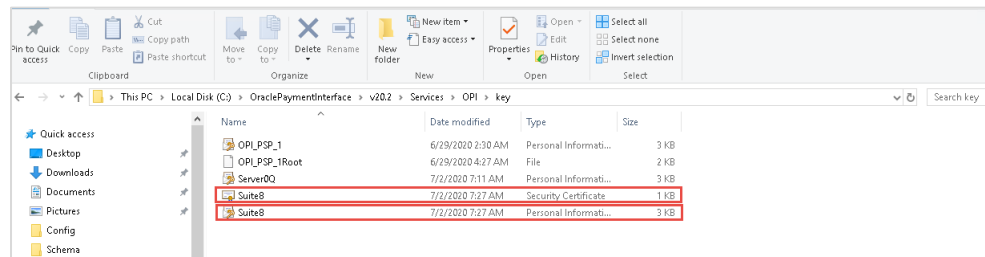 Pin to Quick access
Copy
Paste
Cut
Copy path
Paste shortcut
Clipboard
Move to
Copy to
Delete
Rename
Organize
New folder
New item
Easy access
New
Properties
Open
Edit
History
Open
Select all
Select none
Invert selection
Select
This PC > Local Disk (C:) > OraclePaymentInterface > v20.2 > Services > OPI > key
Search key
Quick access
Desktop
Downloads
Documents
Pictures
Config
Schema
Name Date modified Type Size
OPI_PSP_1 6/29/2020 2:30 AM Personal Informati... 3 KB
OPI_PSP_1Root 6/29/2020 4:27 AM File 2 KB
Server0Q 7/2/2020 7:11 AM Personal Informati... 3 KB
Suite8 7/2/2020 7:27 AM Security Certificate 1 KB
Suite8 7/2/2020 7:27 AM Personal Informati... 3 KB